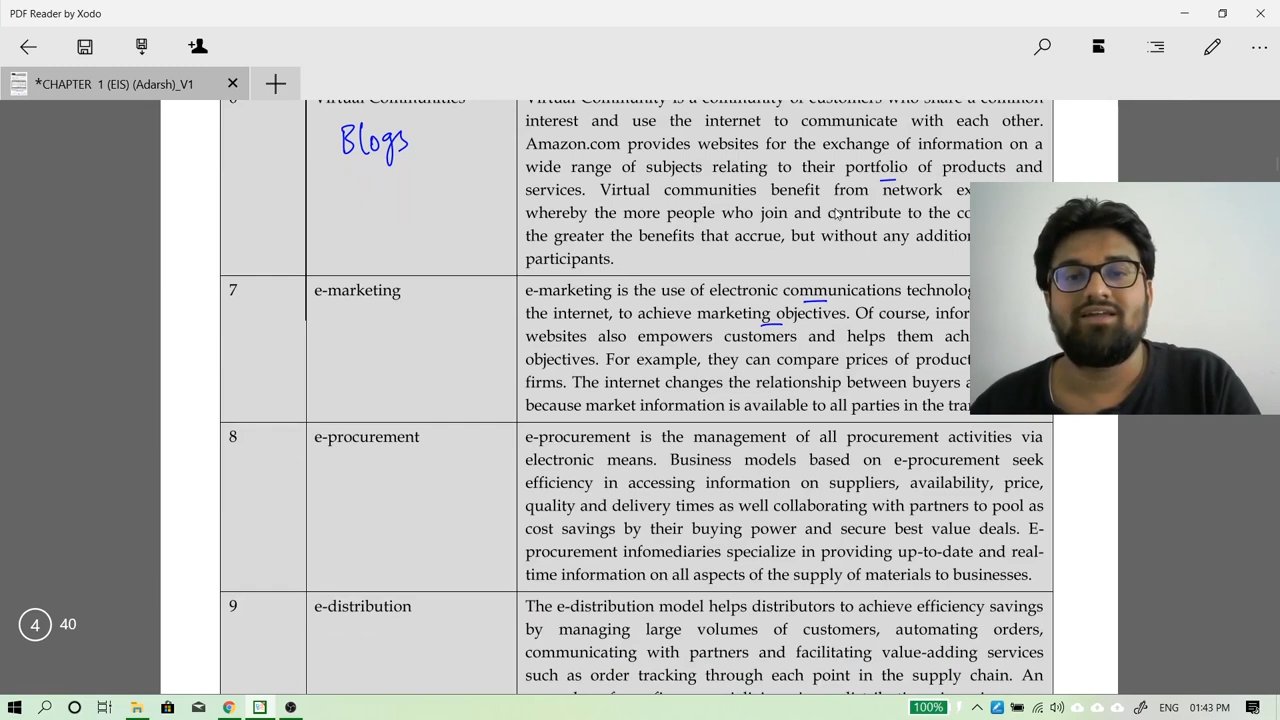 PDF Reader by Xodo
*CHAPTER 1 (EIS) (Adarsh)_V1
6 Virtual Communities Virtual Community is a community of customers who share a common
Blogs
interest and use the internet to communicate with each other.
Amazon.com provides websites for the exchange of information on a
wide range of subjects relating to their portfolio of products and
services. Virtual communities benefit from network
whereby the more people who join and contribute to the
the greater the benefits that accrue, but without any
participants.
7 e-marketing e-marketing is the use of electronic communications
the internet, to achieve marketing objectives. Of course,
websites also empowers customers and helps them
objectives. For example, they can compare prices of
firms. The internet changes the relationship between buyers
because market information is available to all parties in the
8 e-procurement e-procurement is the management of all procurement activities via
electronic means. Business models based on e-procurement seek
efficiency in accessing information on suppliers, availability, price,
quality and delivery times as well collaborating with partners to pool as
cost savings by their buying power and secure best value deals. E-
procurement infomediaries specialize in providing up-to-date and real-
time information on all aspects of the supply of materials to businesses.
9 e-distribution The e-distribution model helps distributors to achieve efficiency savings
by managing large volumes of customers, automating orders,
communicating with partners and facilitating value-adding services
such as order tracking through each point in the supply chain. An
4 40
100% ENG 01:43 PM